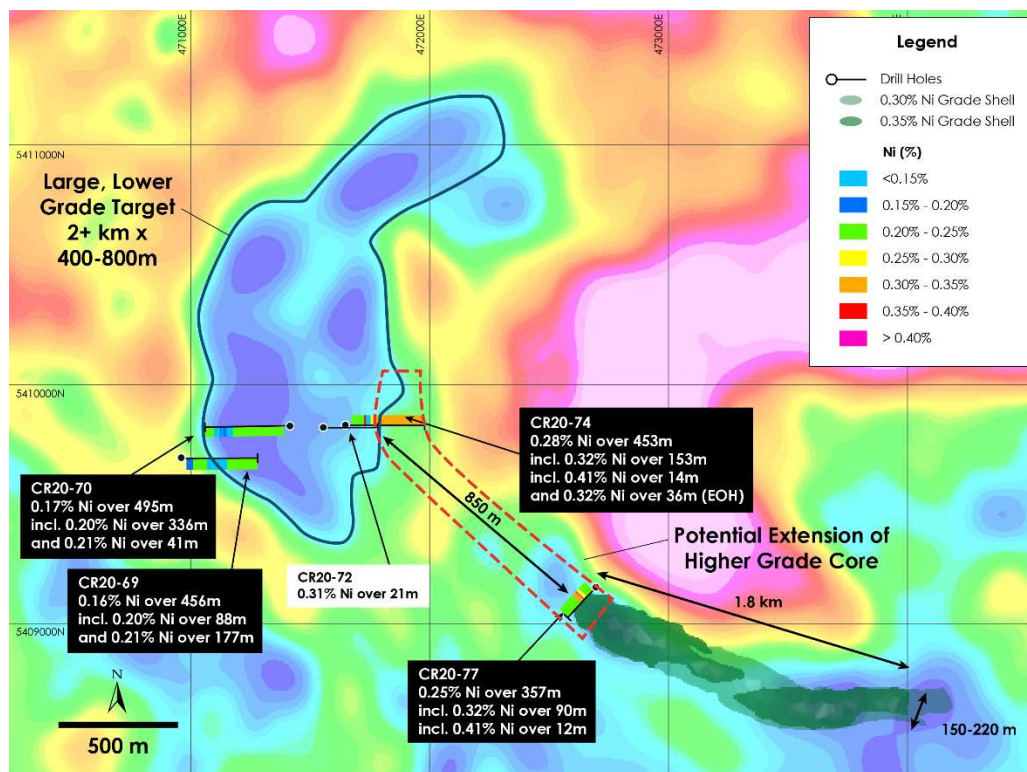 471000E
472000E
473000E
5411000N
5410000N
5409000N
Legend
Drill Holes
0.30% Ni Grade Shell
0.35% Ni Grade Shell
Ni (%)
<0.15%
0.15% - 0.20%
0.20% - 0.25%
0.25% - 0.30%
0.30% - 0.35%
0.35% - 0.40%
> 0.40%
Large, Lower
Grade Target
2+ km x
400-800m
CR20-70
0.17% Ni over 495m
incl. 0.20% Ni over 336m
and 0.21% Ni over 41m
CR20-69
0.16% Ni over 456m
incl. 0.20% Ni over 88m
and 0.21% Ni over 177m
CR20-72
0.31% Ni over 21m
CR20-74
0.28% Ni over 453m
incl. 0.32% Ni over 153m
incl. 0.41% Ni over 14m
and 0.32% Ni over 36m (EOH)
850 m
Potential Extension of
Higher Grade Core
1.8 km
CR20-77
0.25% Ni over 357m
incl. 0.32% Ni over 90m
incl. 0.41% Ni over 12m
150-220 m
N
500 m